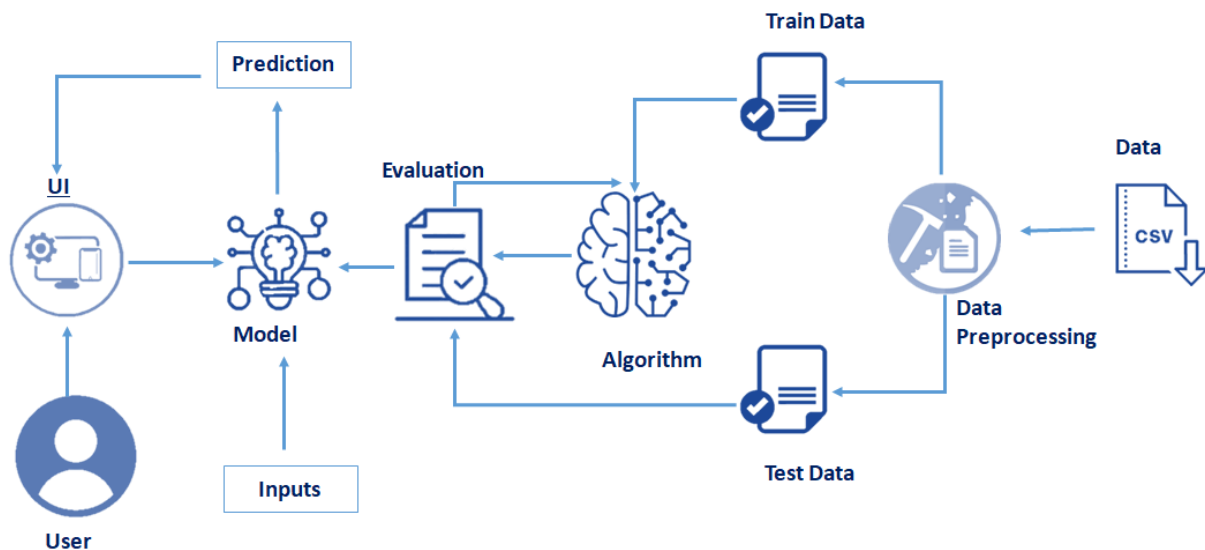 Train Data
Prediction
Data
Evaluation
UI
CSV
Data
Preprocessing
Model
Algorithm
Test Data
Inputs
User